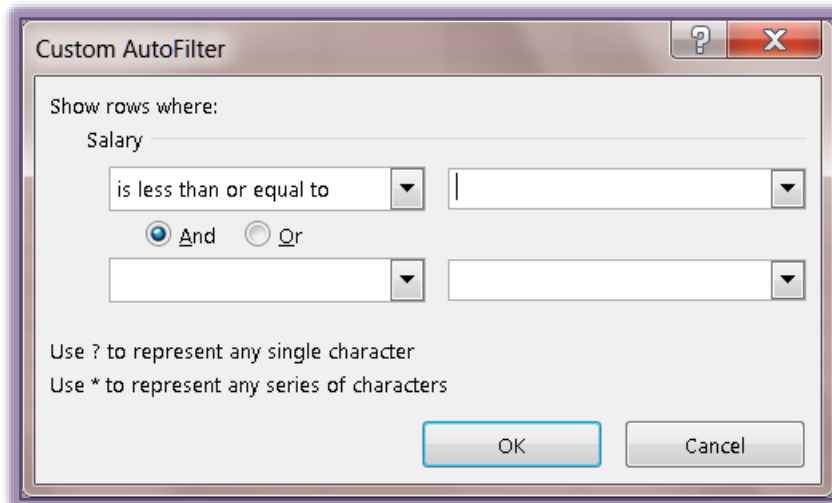 Custom AutoFilter
? X
Show rows where:
Salary
is less than or equal to
And Or
Use ? to represent any single character
Use * to represent any series of characters
OK Cancel